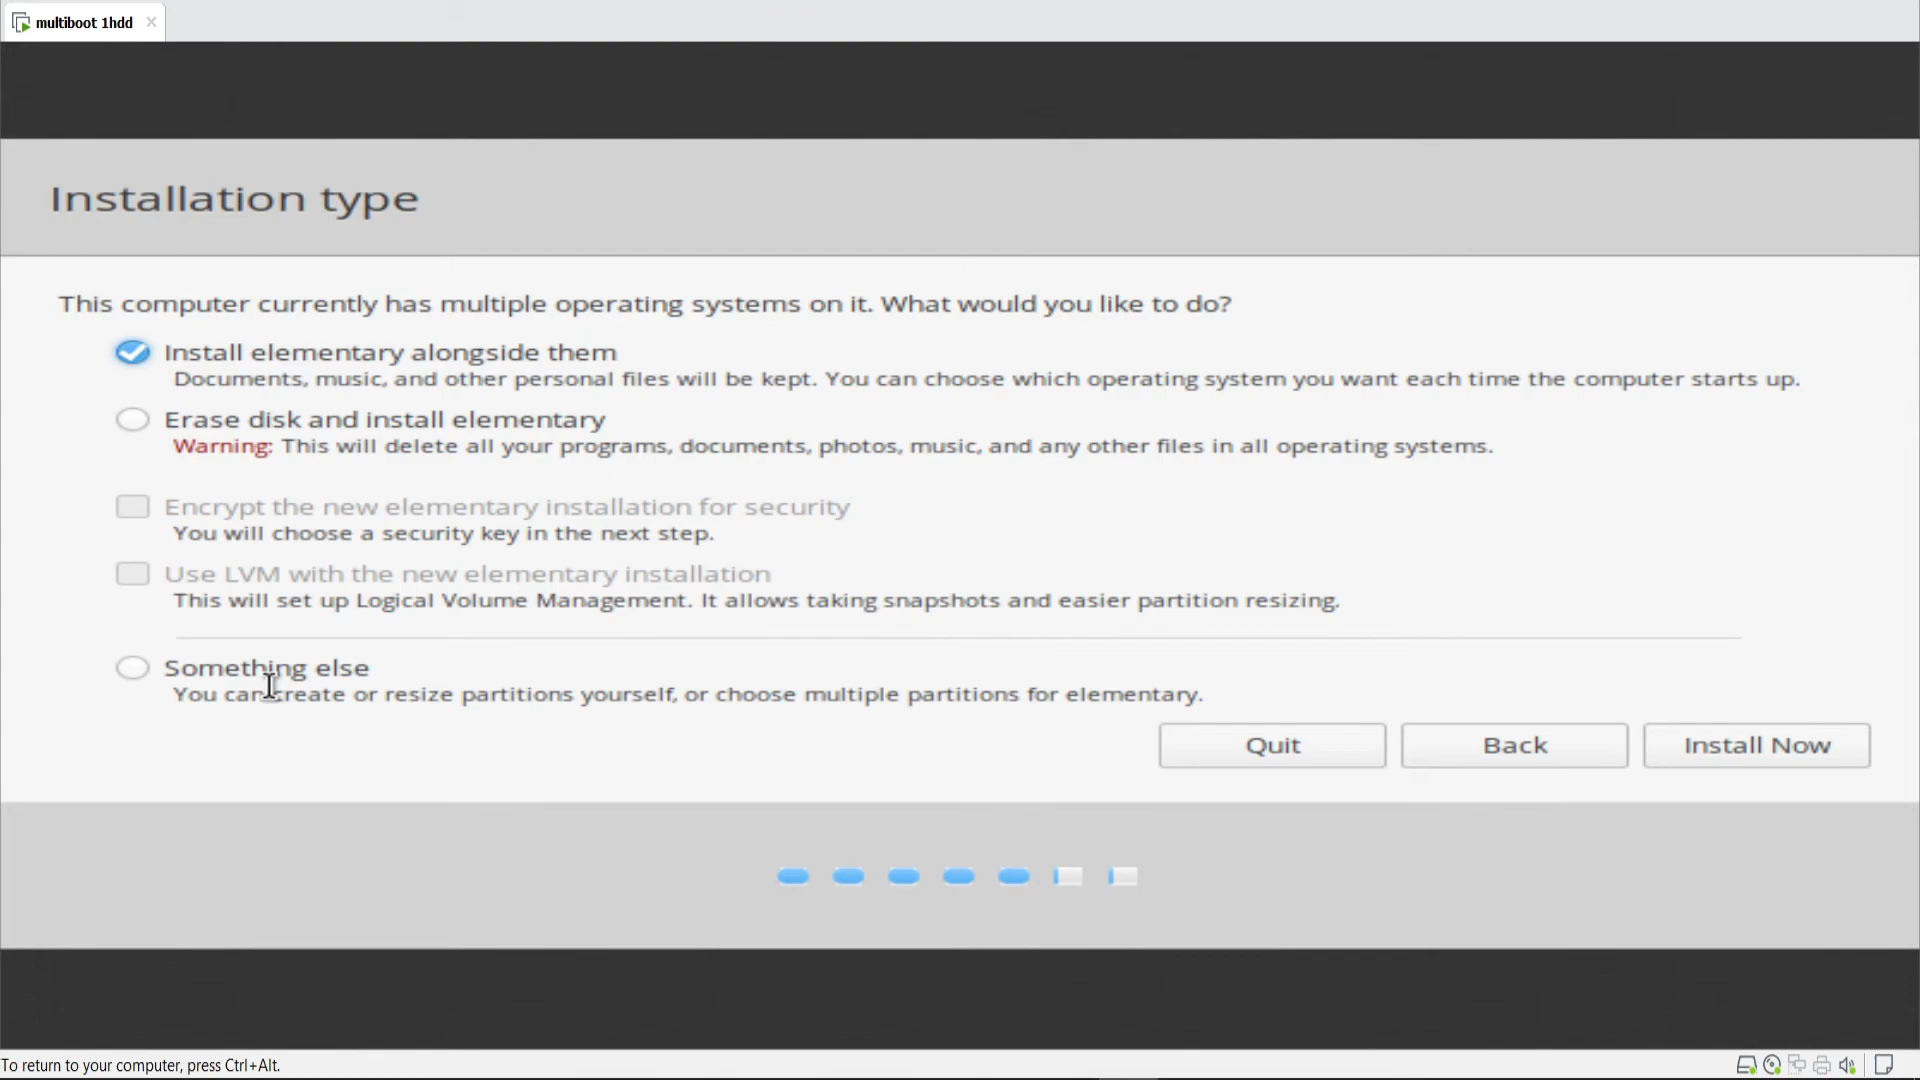 multiboot 1hdd
Installation type
This computer currently has multiple operating systems on it. What would you like to do?
Install elementary alongside them
Documents, music, and other personal files will be kept. You can choose which operating system you want each time the computer starts up.
Erase disk and install elementary
Warning: This will delete all your programs, documents, photos, music, and any other files in all operating systems.
Encrypt the new elementary installation for security
You will choose a security key in the next step.
Use LVM with the new elementary installation
This will set up Logical Volume Management. It allows taking snapshots and easier partition resizing.
Something else
You can create or resize partitions yourself, or choose multiple partitions for elementary.
Quit Back Install Now
To return to your computer, press Ctrl+Alt.